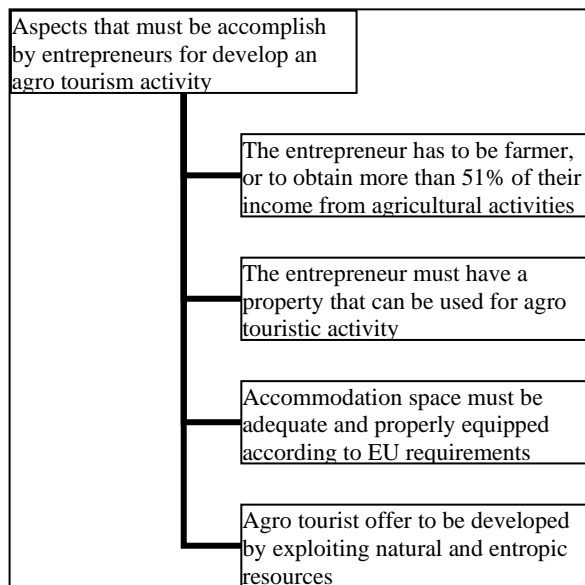 Aspects that must be accomplish
by entrepreneurs for develop an
agro tourism activity
The entrepreneur has to be farmer,
or to obtain more than 51% of their
income from agricultural activities
The entrepreneur must have a
property that can be used for agro
touristic activity
Accommodation space must be
adequate and properly equipped
according to EU requirements
Agro tourist offer to be developed
by exploiting natural and entropic
resources